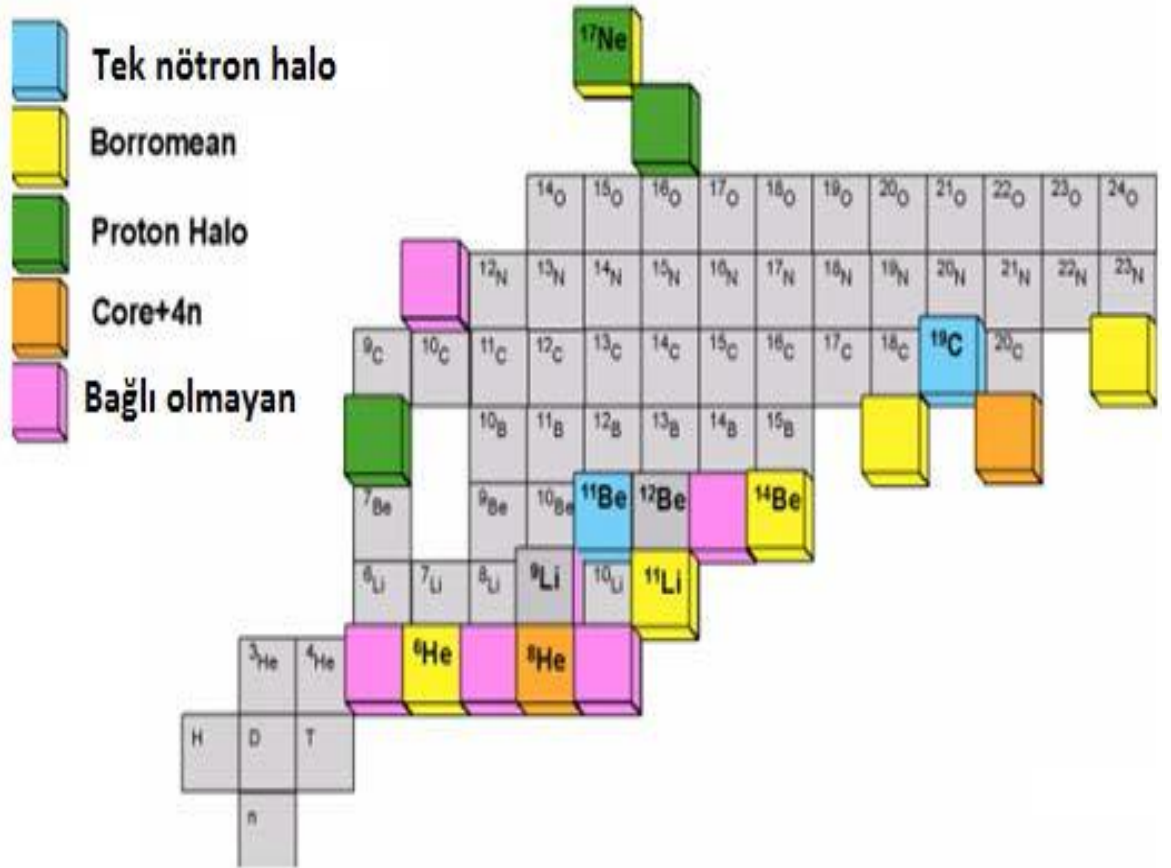 Tek nötron halo
Borromean
Proton Halo
Core+4n
Bağlı olmayan
¹⁷Ne
¹⁴O ¹⁵O ¹⁶O ¹⁷O ¹⁸O ¹⁹O ²⁰O ²¹O ²²O ²³O ²⁴O
¹²N ¹³N ¹⁴N ¹⁵N ¹⁶N ¹⁷N ¹⁸N ¹⁹N ²⁰N ²¹N ²²N ²³N
⁹C ¹⁰C ¹¹C ¹²C ¹³C ¹⁴C ¹⁵C ¹⁶C ¹⁷C ¹⁸C ¹⁹C ²⁰C
¹⁰B ¹¹B ¹²B ¹³B ¹⁴B ¹⁵B
⁷Be ⁹Be ¹⁰Be ¹¹Be ¹²Be ¹⁴Be
⁶Li ⁷Li ⁸Li ⁹Li ¹⁰Li ¹¹Li
³He ⁴He ⁶He ⁸He
H D T
n